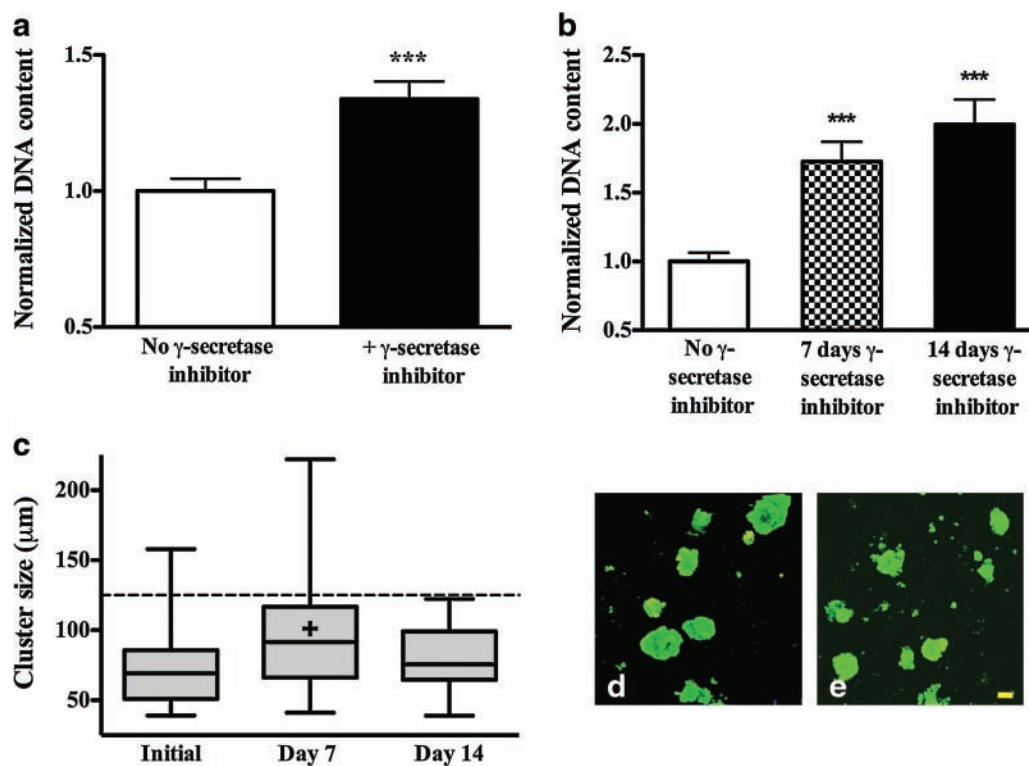 a
Normalized DNA content
1.5
1.0
0.5
***
No γ-secretase
inhibitor
+ γ-secretase
inhibitor
b
Normalized DNA content
2.5
2.0
1.5
1.0
0.5
***
***
No γ-
secretase
inhibitor
7 days γ-
secretase
inhibitor
14 days γ-
secretase
inhibitor
c
Cluster size (μm)
200
150
100
50
+
Initial
Day 7
Day 14
d
e